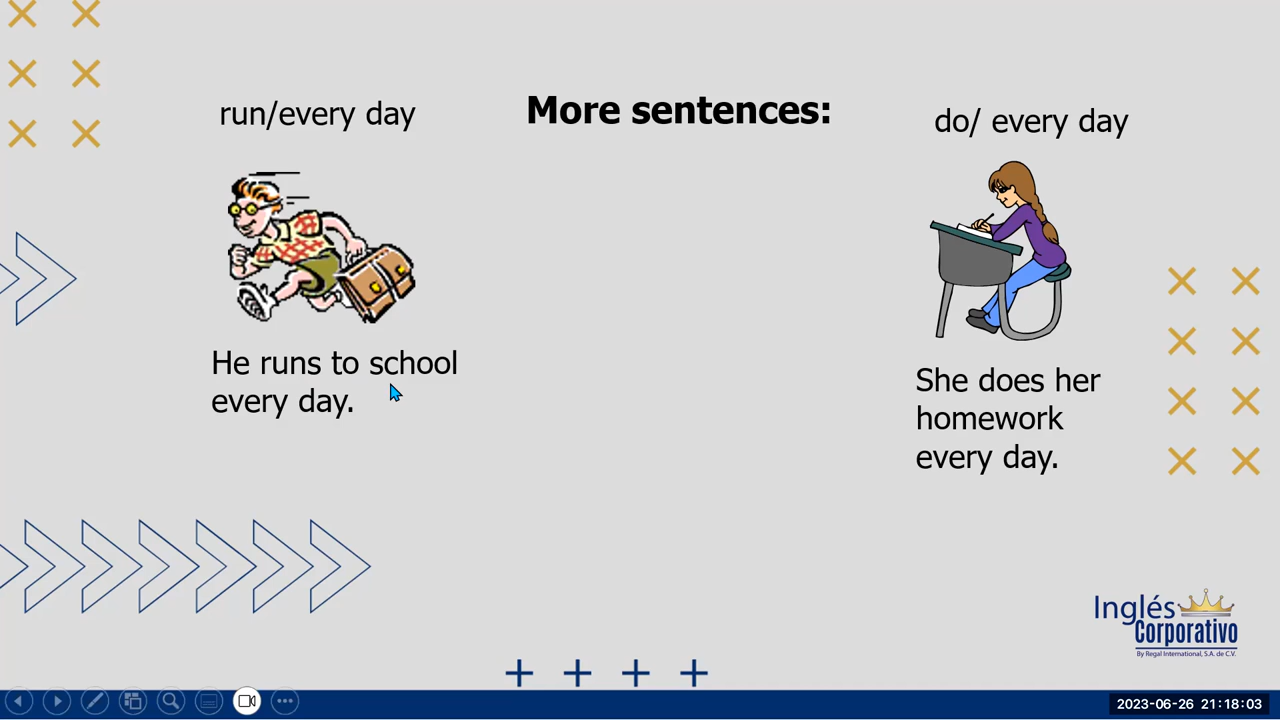 run/every day
More sentences:
do/ every day
He runs to school
every day.
She does her
homework
every day.
Inglés
Corporativo
By Regal International, S.A. de C.V.
2023-06-26 21:18:03